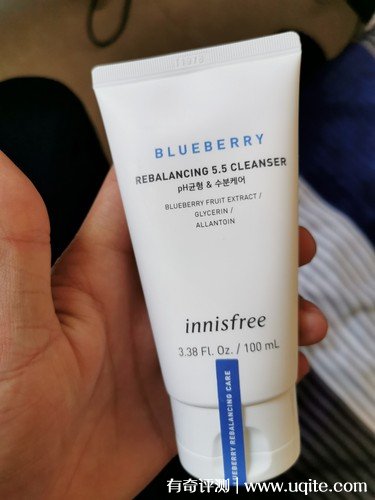 BLUEBERRY
REBALANCING 5.5 CLEANSER
pH균형 & 수분케어
BLUEBERRY FRUIT EXTRACT /
GLYCERIN /
ALLANTOIN
innisfree
3.38 Fl. Oz. / 100 mL
UEBERRY REBALANCING CARE
有奇评测 | www.uqite.com